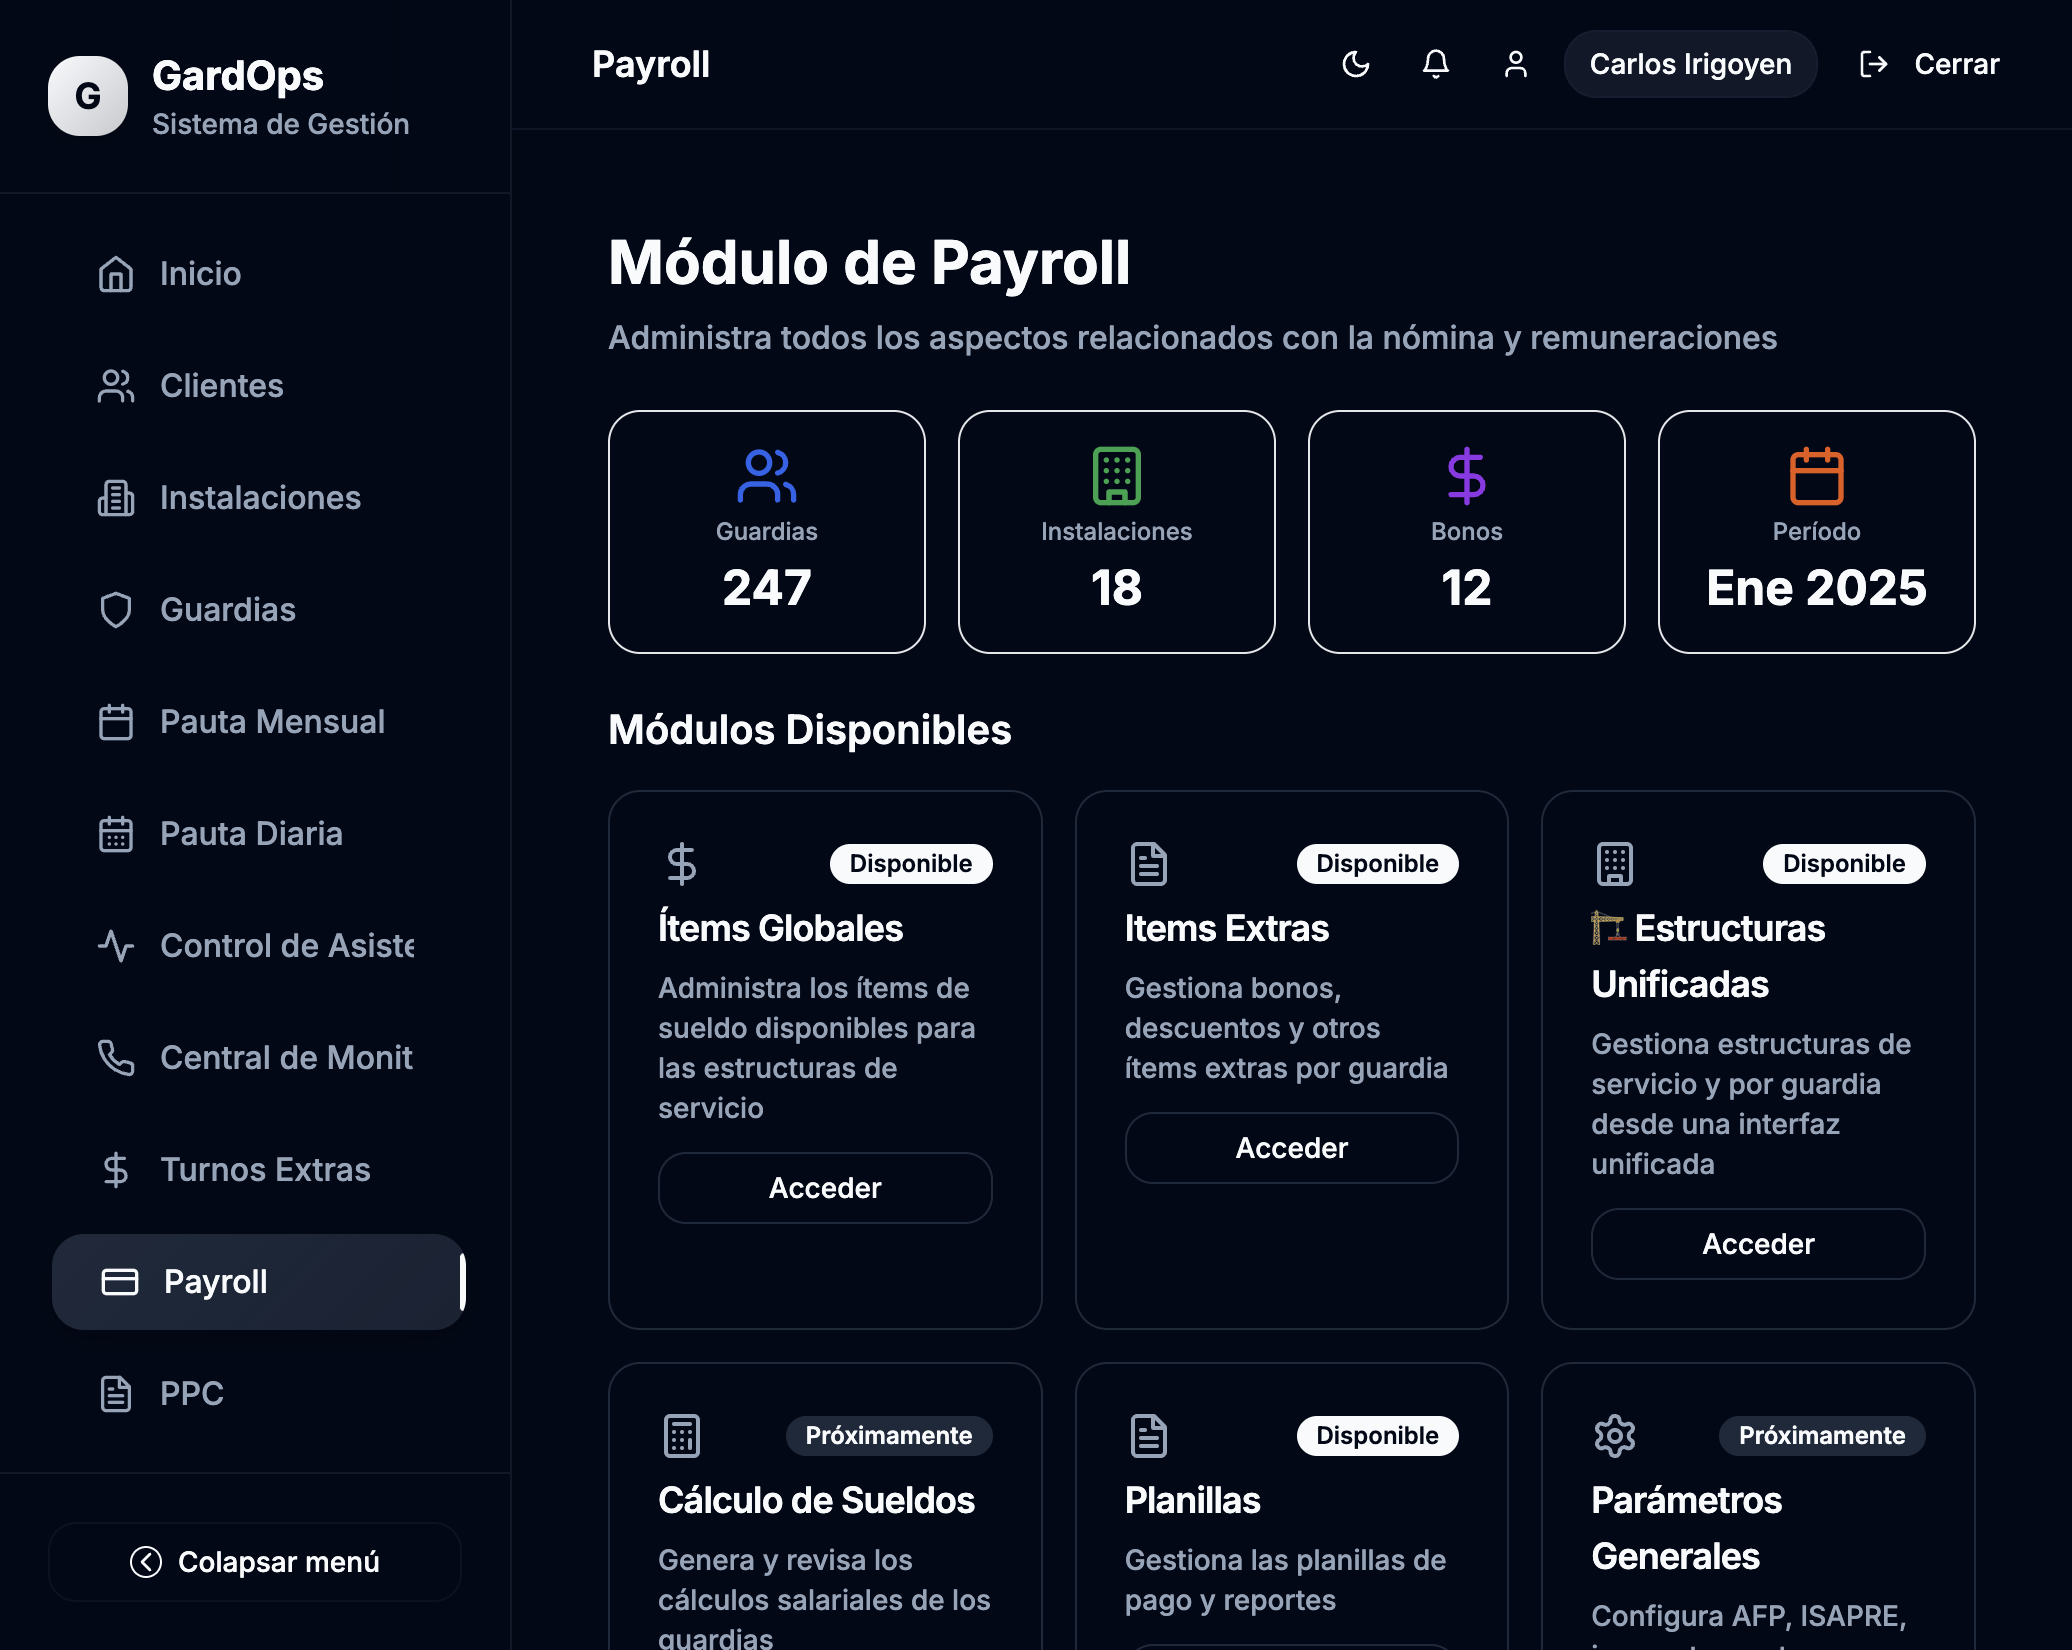 G
GardOps
Sistema de Gestión
Payroll
Carlos Irigoyen
Cerrar
Inicio
Clientes
Instalaciones
Guardias
Pauta Mensual
Pauta Diaria
Control de Asiste
Central de Monit
Turnos Extras
Payroll
PPC
Colapsar menú
Módulo de Payroll
Administra todos los aspectos relacionados con la nómina y remuneraciones
Guardias
247
Instalaciones
18
Bonos
12
Período
Ene 2025
Módulos Disponibles
Disponible
Ítems Globales
Administra los ítems de
sueldo disponibles para
las estructuras de
servicio
Acceder
Disponible
Items Extras
Gestiona bonos,
descuentos y otros
ítems extras por guardia
Acceder
Disponible
🏗️ Estructuras
Unificadas
Gestiona estructuras de
servicio y por guardia
desde una interfaz
unificada
Acceder
Próximamente
Cálculo de Sueldos
Genera y revisa los
cálculos salariales de los
guardias
Disponible
Planillas
Gestiona las planillas de
pago y reportes
Próximamente
Parámetros
Generales
Configura AFP, ISAPRE,